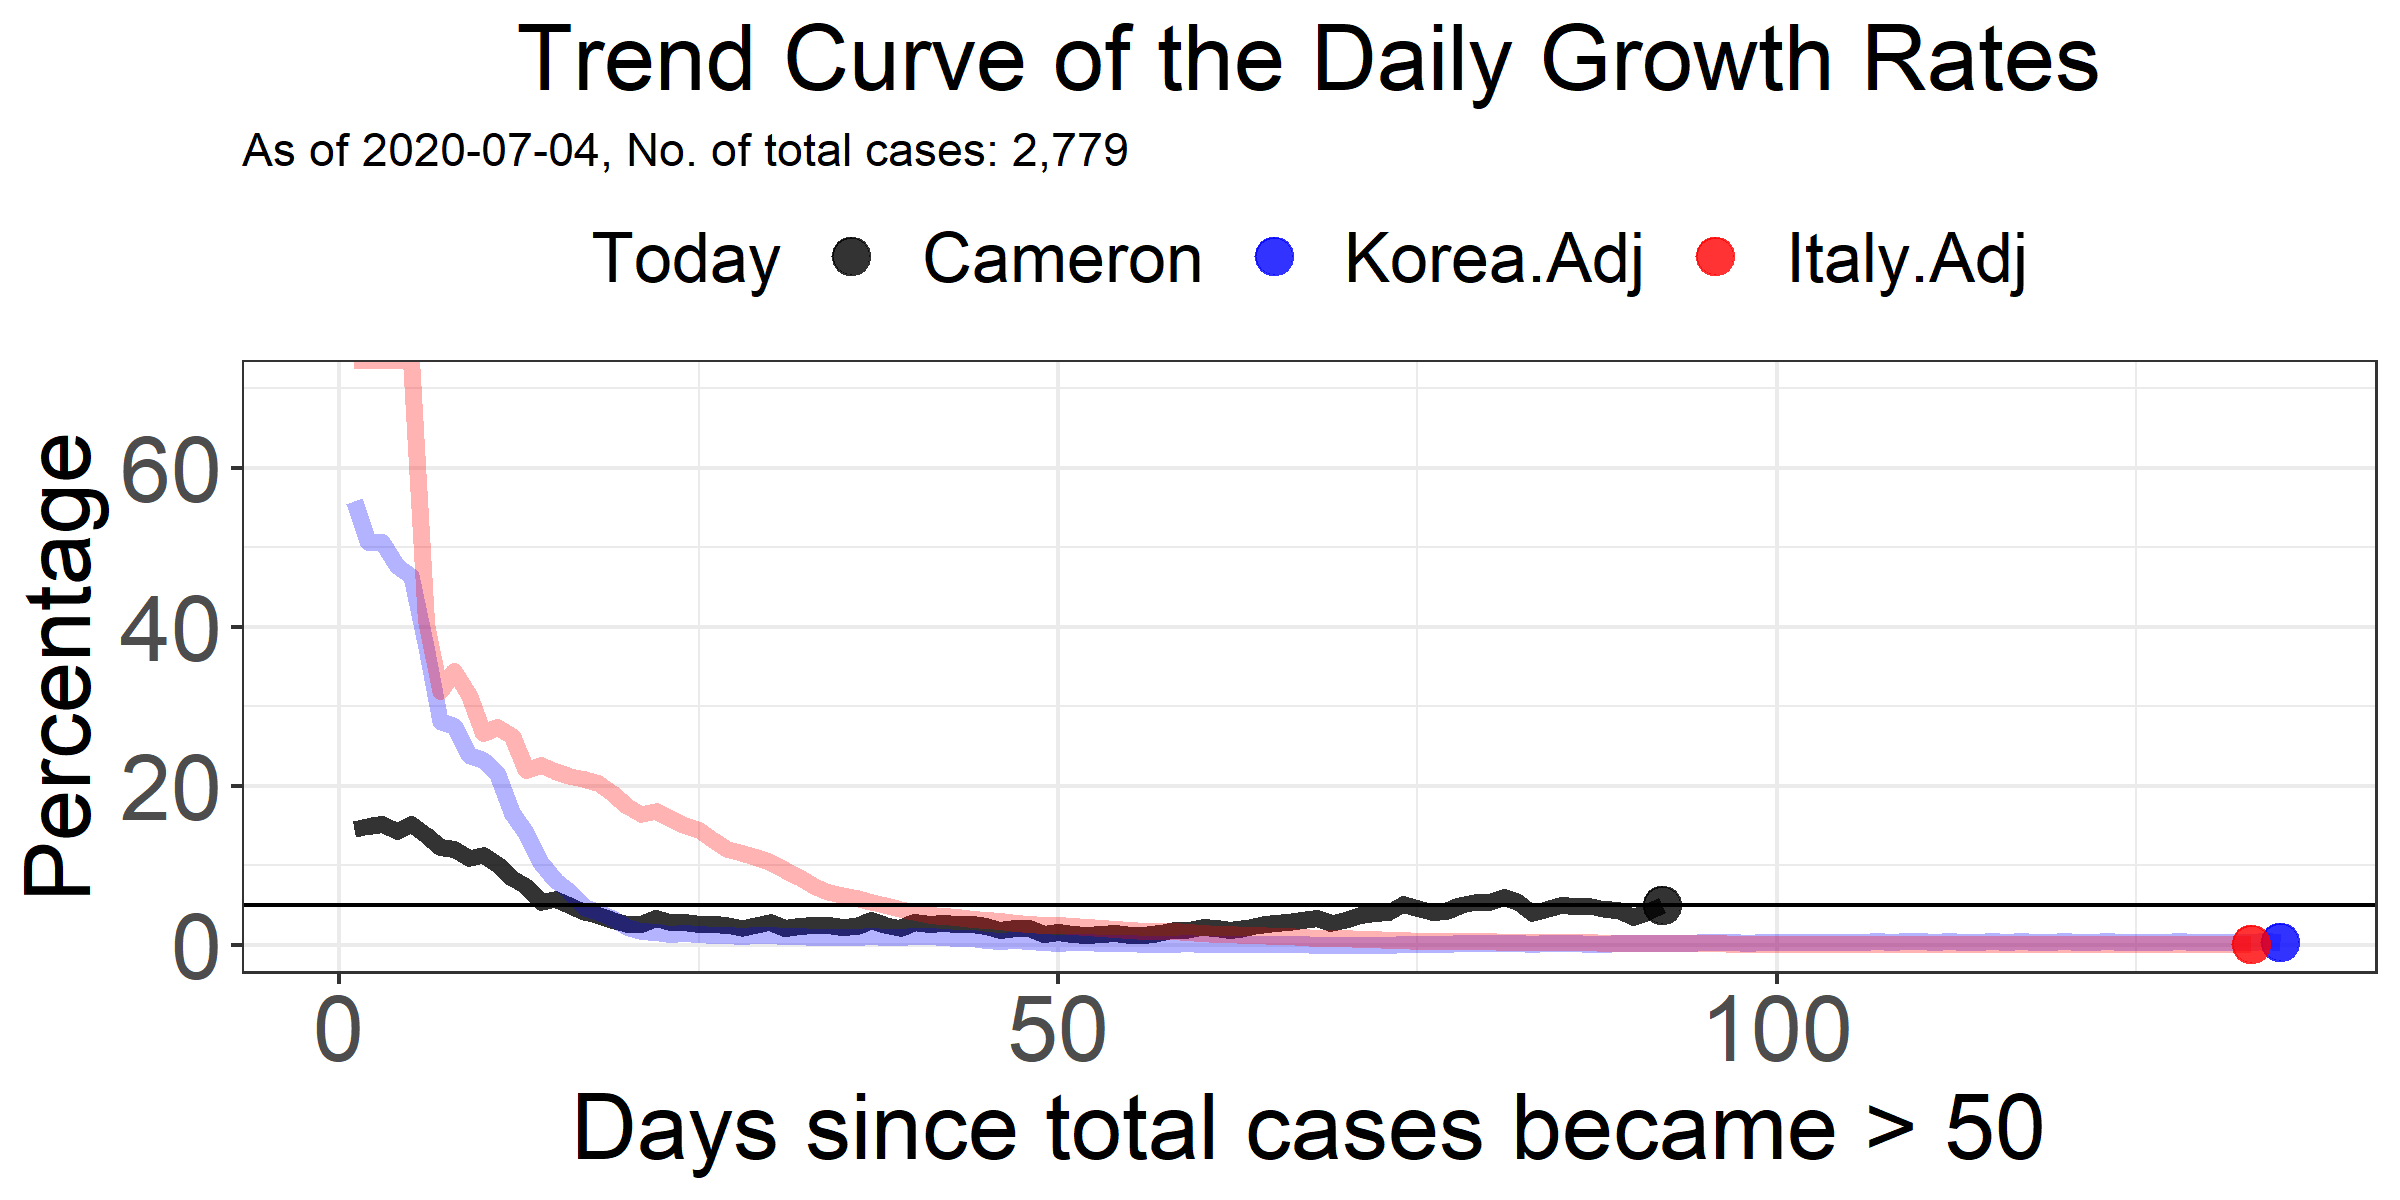 Trend Curve of the Daily Growth Rates
As of 2020-07-04, No. of total cases: 2,779
Today Cameron Korea.Adj Italy.Adj
Percentage
60
40
20
0
0 50 100
Days since total cases became > 50